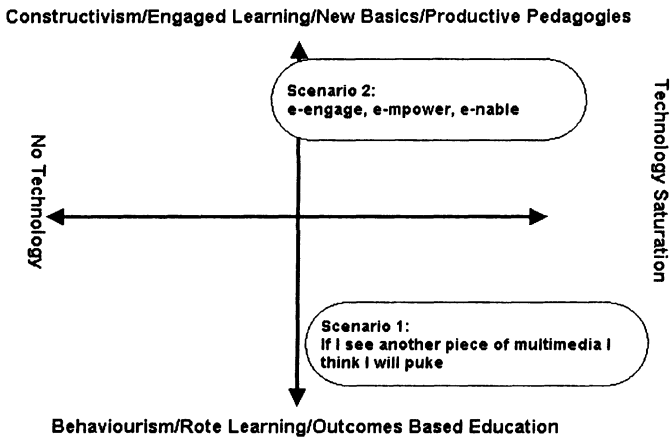 Constructivism/Engaged Learning/New Basics/Productive Pedagogies
Scenario 2:
e-engage, e-mpower, e-nable
No Technology
Technology Saturation
Scenario 1:
If I see another piece of multimedia I
think I will puke
Behaviourism/Rote Learning/Outcomes Based Education